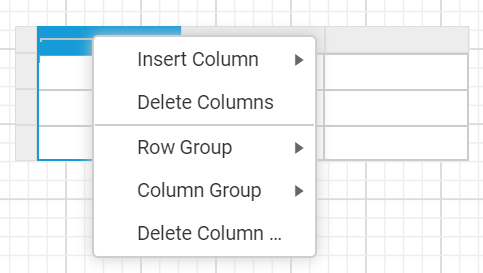 Insert Column
Delete Columns
Row Group
Column Group
Delete Column ...